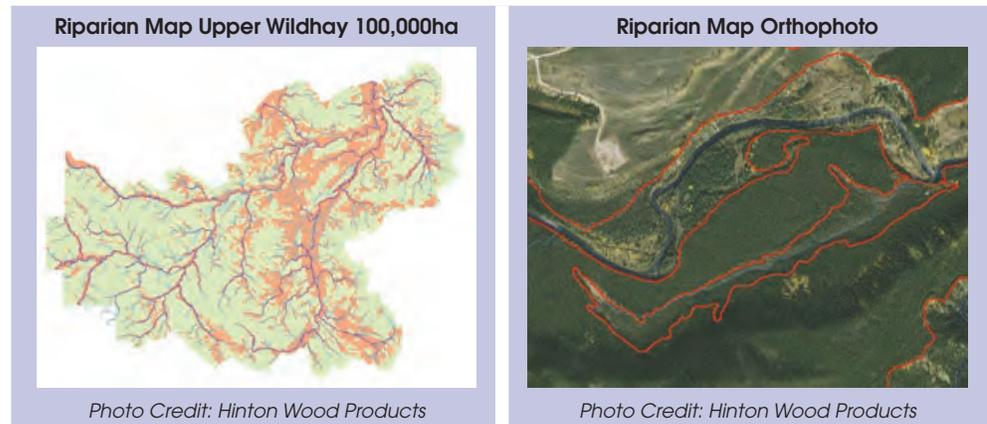 Riparian Map Upper Wildhay 100,000ha
Photo Credit: Hinton Wood Products
Riparian Map Orthophoto
Photo Credit: Hinton Wood Products